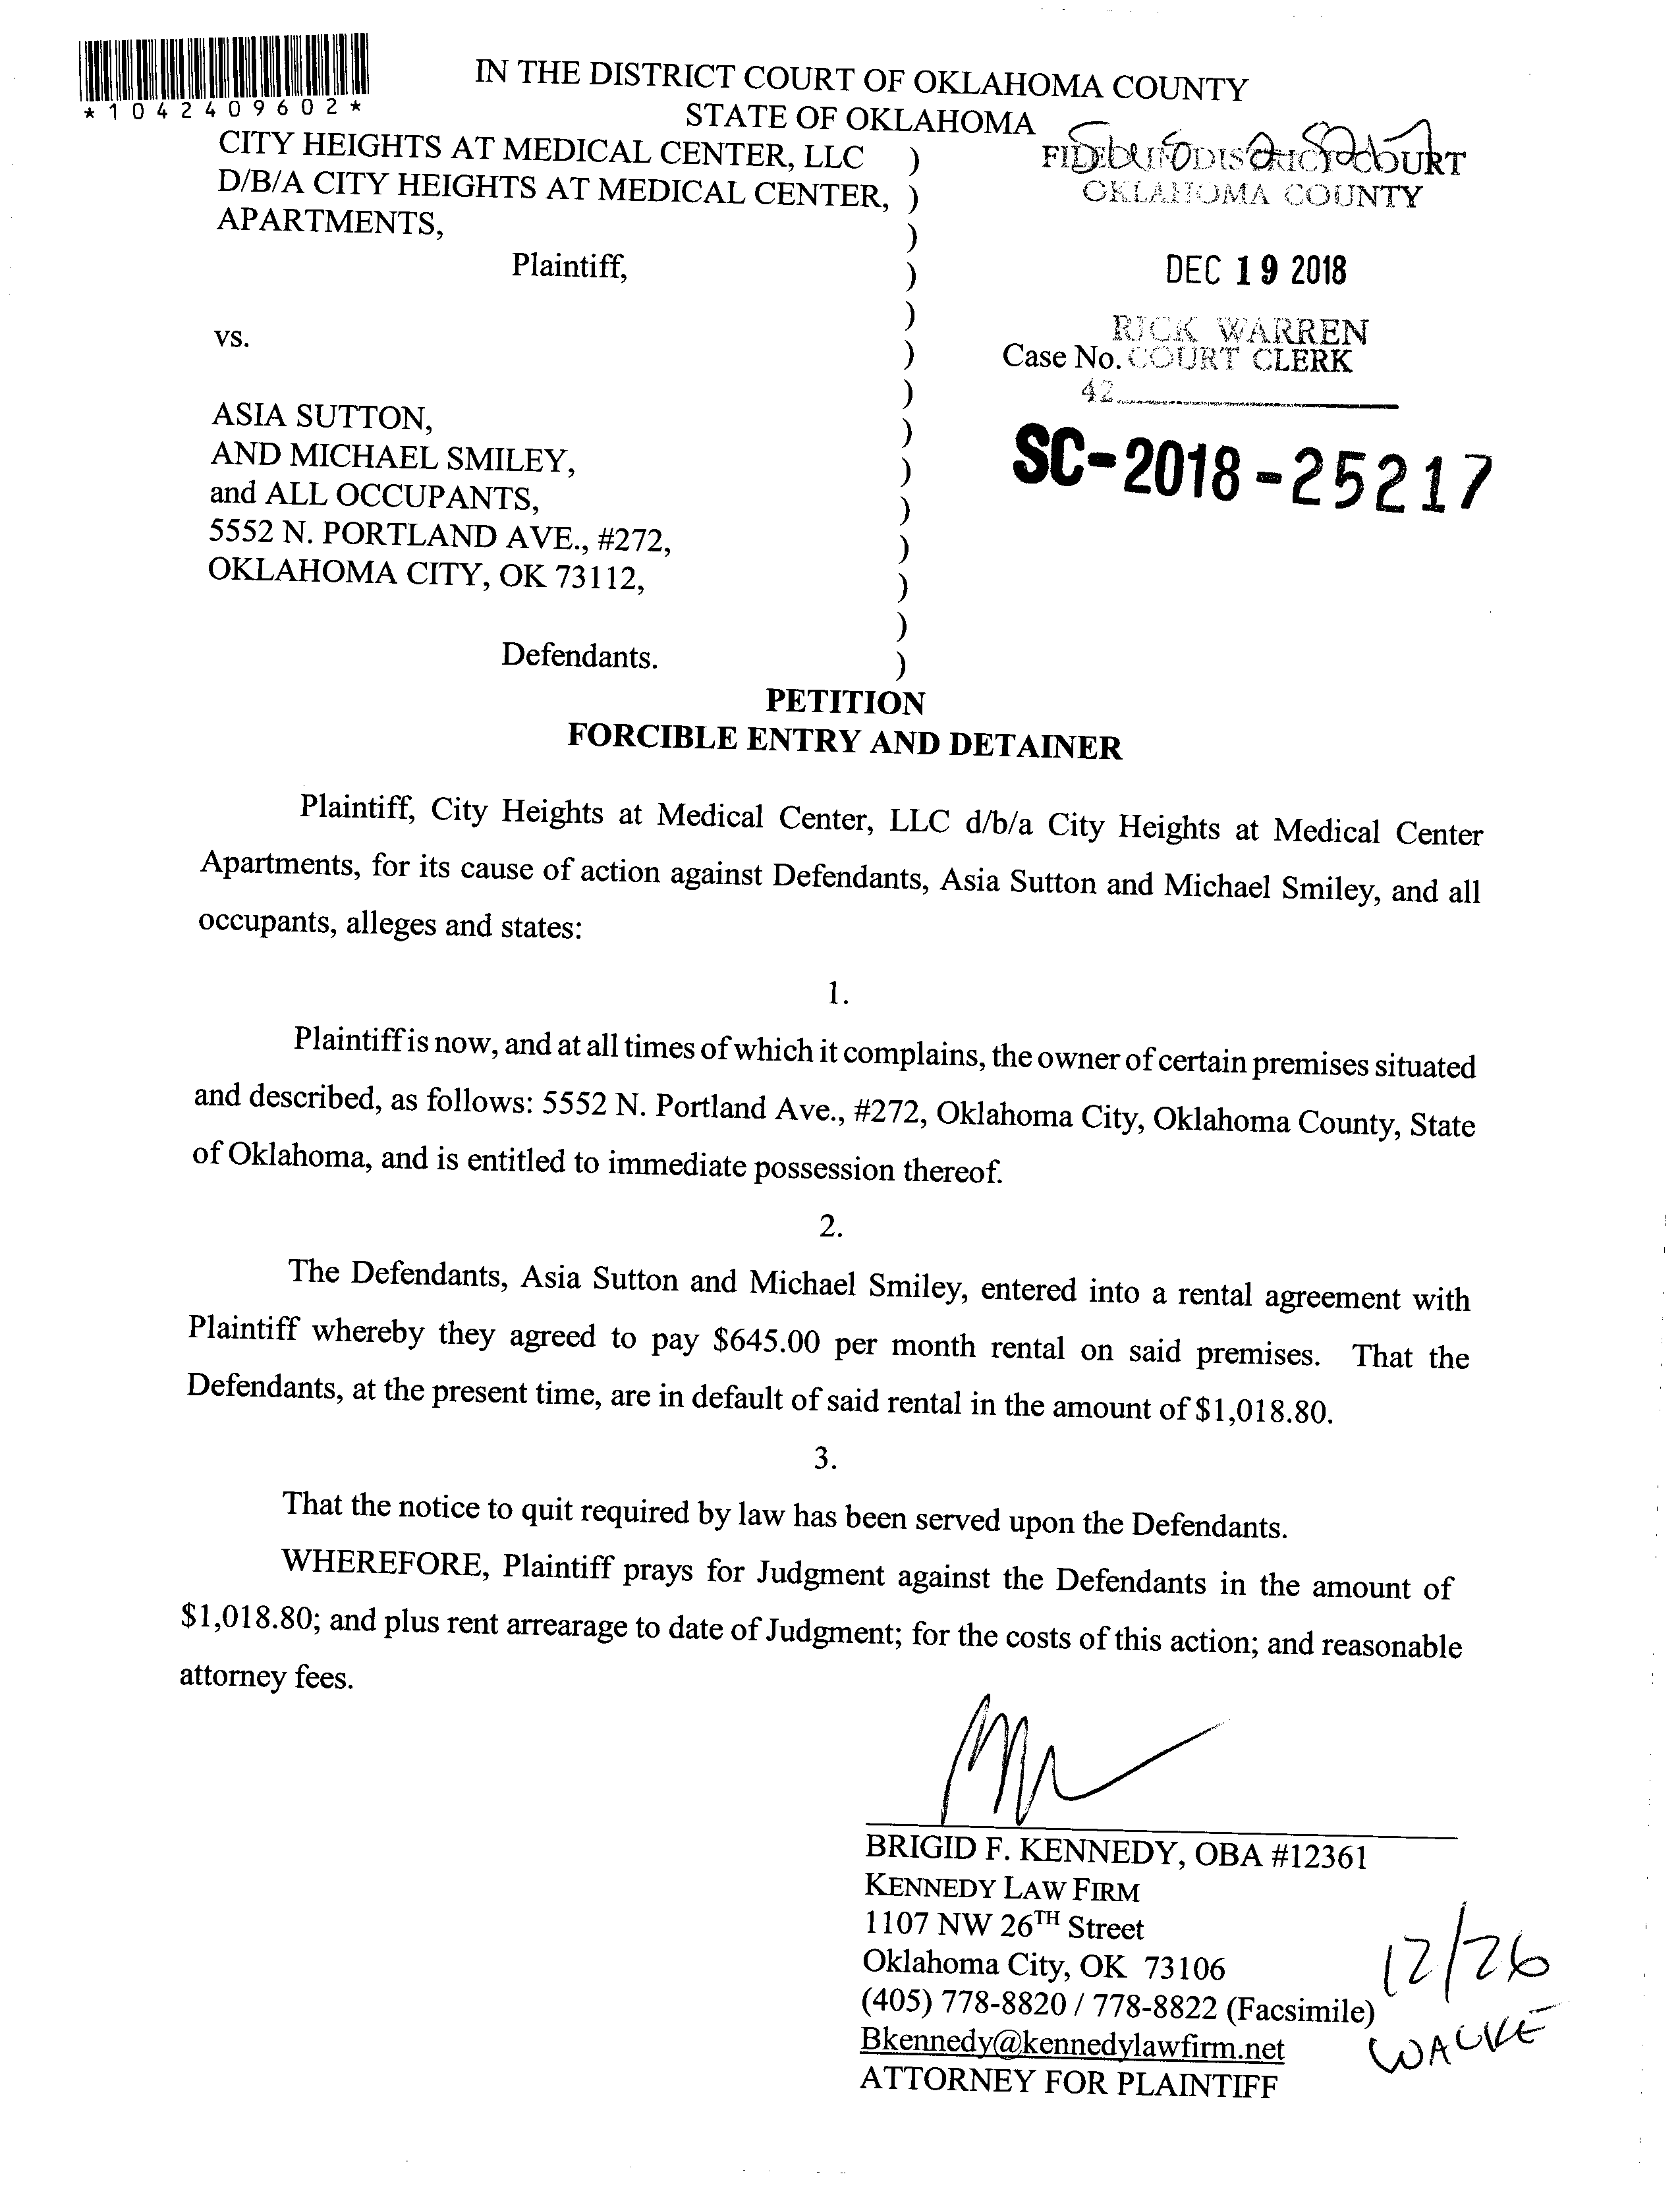 *1042409602*
IN THE DISTRICT COURT OF OKLAHOMA COUNTY
STATE OF OKLAHOMA
CITY HEIGHTS AT MEDICAL CENTER, LLC )
D/B/A CITY HEIGHTS AT MEDICAL CENTER, )
APARTMENTS, )
Plaintiff, )
)
vs. )
)
ASIA SUTTON, )
AND MICHAEL SMILEY, )
and ALL OCCUPANTS, )
5552 N. PORTLAND AVE., #272, )
OKLAHOMA CITY, OK 73112, )
)
Defendants. )
FILED IN DISTRICT COURT
OKLAHOMA COUNTY
DEC 19 2018
RICK WARREN
Case No. COURT CLERK
42
SC-2018-25217
PETITION
FORCIBLE ENTRY AND DETAINER
Plaintiff, City Heights at Medical Center, LLC d/b/a City Heights at Medical Center
Apartments, for its cause of action against Defendants, Asia Sutton and Michael Smiley, and all
occupants, alleges and states:
1.
Plaintiff is now, and at all times of which it complains, the owner of certain premises situated
and described, as follows: 5552 N. Portland Ave., #272, Oklahoma City, Oklahoma County, State
of Oklahoma, and is entitled to immediate possession thereof.
2.
The Defendants, Asia Sutton and Michael Smiley, entered into a rental agreement with
Plaintiff whereby they agreed to pay $645.00 per month rental on said premises. That the
Defendants, at the present time, are in default of said rental in the amount of $1,018.80.
3.
That the notice to quit required by law has been served upon the Defendants.
WHEREFORE, Plaintiff prays for Judgment against the Defendants in the amount of
$1,018.80; and plus rent arrearage to date of Judgment; for the costs of this action; and reasonable
attorney fees.
BRIGID F. KENNEDY, OBA #12361
KENNEDY LAW FIRM
1107 NW 26TH Street
Oklahoma City, OK 73106
(405) 778-8820 / 778-8822 (Facsimile)
Bkennedy@kennedylawfirm.net
ATTORNEY FOR PLAINTIFF
12/26